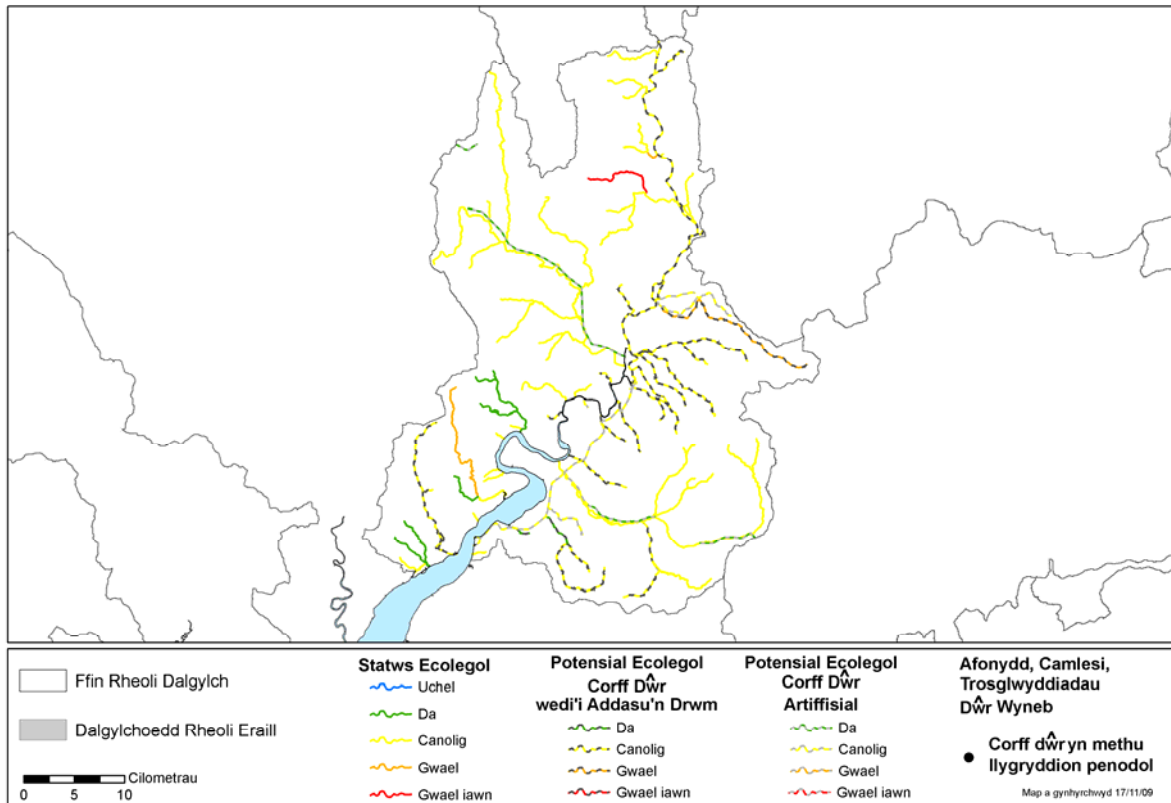 Ffin Rheoli Dalgylch
Dalgylchoedd Rheoli Eraill
Cilometrau
0 5 10
Statws Ecolegol
Uchel
Da
Canolig
Gwael
Gwael iawn
Potensial Ecolegol
Corff Dŵr
wedi'i Addasu'n Drwm
Da
Canolig
Gwael
Gwael iawn
Potensial Ecolegol
Corff Dŵr
Artiffisial
Da
Canolig
Gwael
Gwael iawn
Afonydd, Camlesi,
Trosglwyddiadau
Dŵr Wyneb
Corff dŵr yn methu
llygryddion penodol
Map a gynhyrchwyd 17/11/09